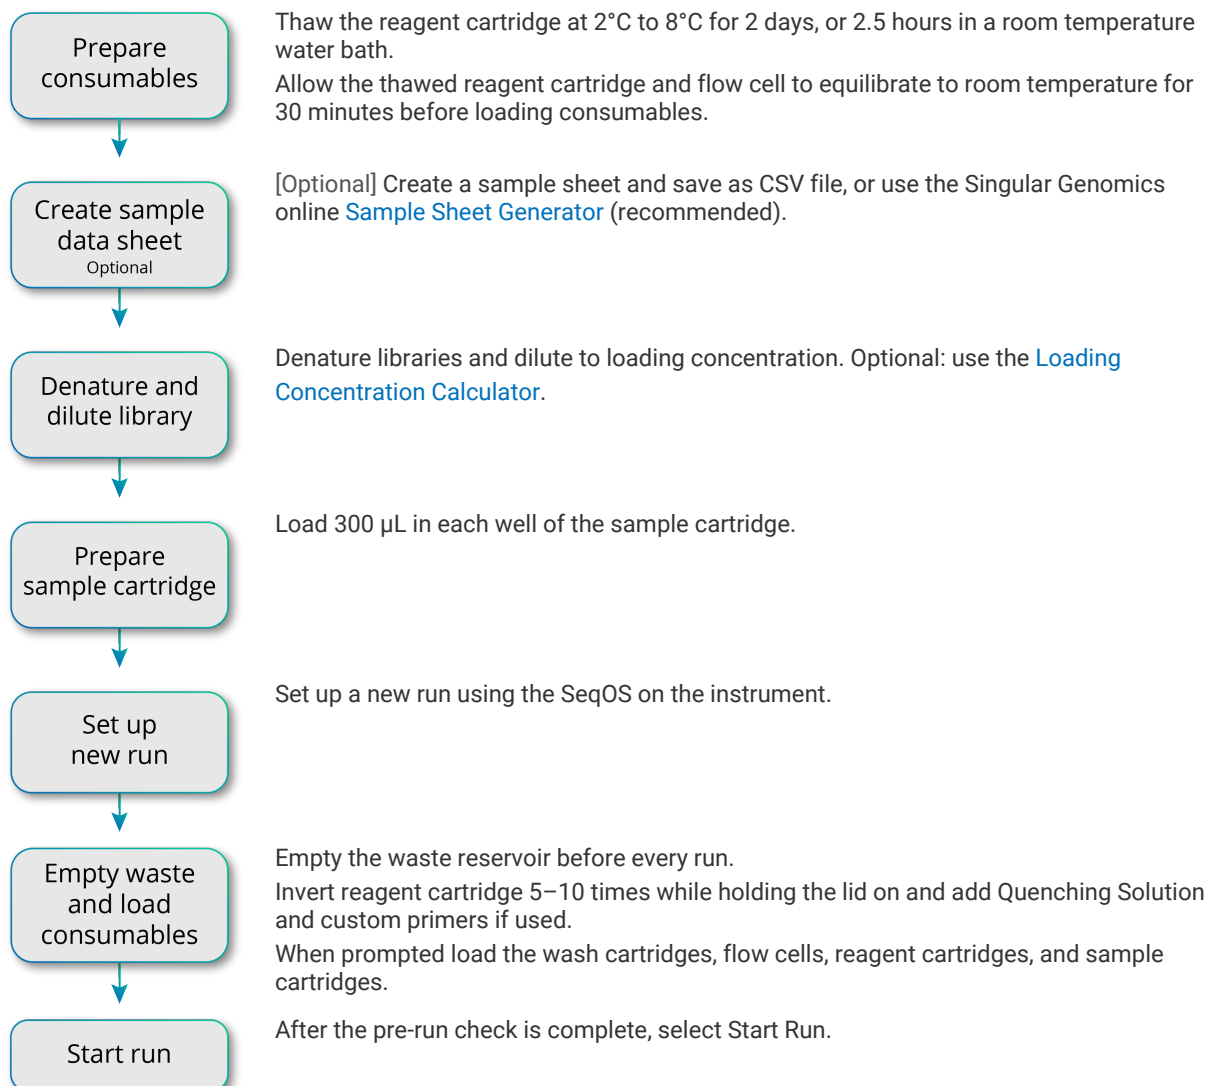 Prepare
consumables
Thaw the reagent cartridge at 2°C to 8°C for 2 days, or 2.5 hours in a room temperature
water bath.
Allow the thawed reagent cartridge and flow cell to equilibrate to room temperature for
30 minutes before loading consumables.
Create sample
data sheet
Optional
[Optional] Create a sample sheet and save as CSV file, or use the Singular Genomics
online Sample Sheet Generator (recommended).
Denature and
dilute library
Denature libraries and dilute to loading concentration. Optional: use the Loading
Concentration Calculator.
Prepare
sample cartridge
Load 300 µL in each well of the sample cartridge.
Set up
new run
Set up a new run using the SeqOS on the instrument.
Empty waste
and load
consumables
Empty the waste reservoir before every run.
Invert reagent cartridge 5–10 times while holding the lid on and add Quenching Solution
and custom primers if used.
When prompted load the wash cartridges, flow cells, reagent cartridges, and sample
cartridges.
Start run
After the pre-run check is complete, select Start Run.